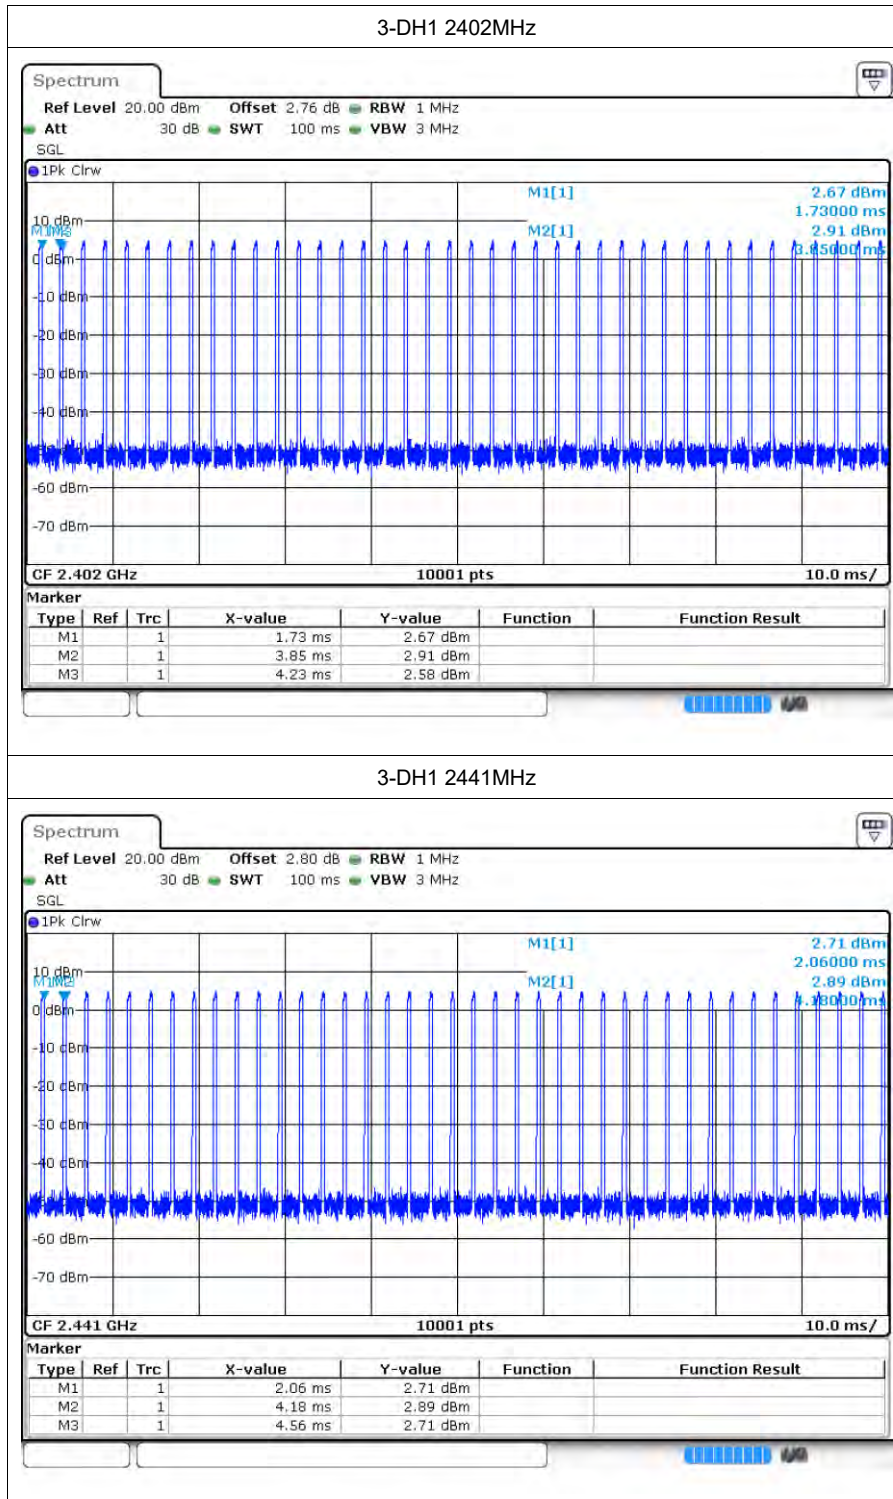 3-DH1 2402MHz
Spectrum
Ref Level 20.00 dBm Offset 2.76 dB RBW 1 MHz
Att 30 dB SWT 100 ms VBW 3 MHz
SGL
1Pk Clrw
M1[1] 2.67 dBm
1.73000 ms
10 dBm
M2[1] 2.91 dBm
3.85000 ms
0 dBm
-10 dBm
-20 dBm
-30 dBm
-40 dBm
-60 dBm
-70 dBm
CF 2.402 GHz 10001 pts 10.0 ms/
Marker
Type Ref Trc X-value Y-value Function Function Result
M1 1 1.73 ms 2.67 dBm
M2 1 3.85 ms 2.91 dBm
M3 1 4.23 ms 2.58 dBm
3-DH1 2441MHz
Spectrum
Ref Level 20.00 dBm Offset 2.80 dB RBW 1 MHz
Att 30 dB SWT 100 ms VBW 3 MHz
SGL
1Pk Clrw
M1[1] 2.71 dBm
2.06000 ms
10 dBm
M2[1] 2.89 dBm
4.18000 ms
0 dBm
-10 dBm
-20 dBm
-30 dBm
-40 dBm
-60 dBm
-70 dBm
CF 2.441 GHz 10001 pts 10.0 ms/
Marker
Type Ref Trc X-value Y-value Function Function Result
M1 1 2.06 ms 2.71 dBm
M2 1 4.18 ms 2.89 dBm
M3 1 4.56 ms 2.71 dBm